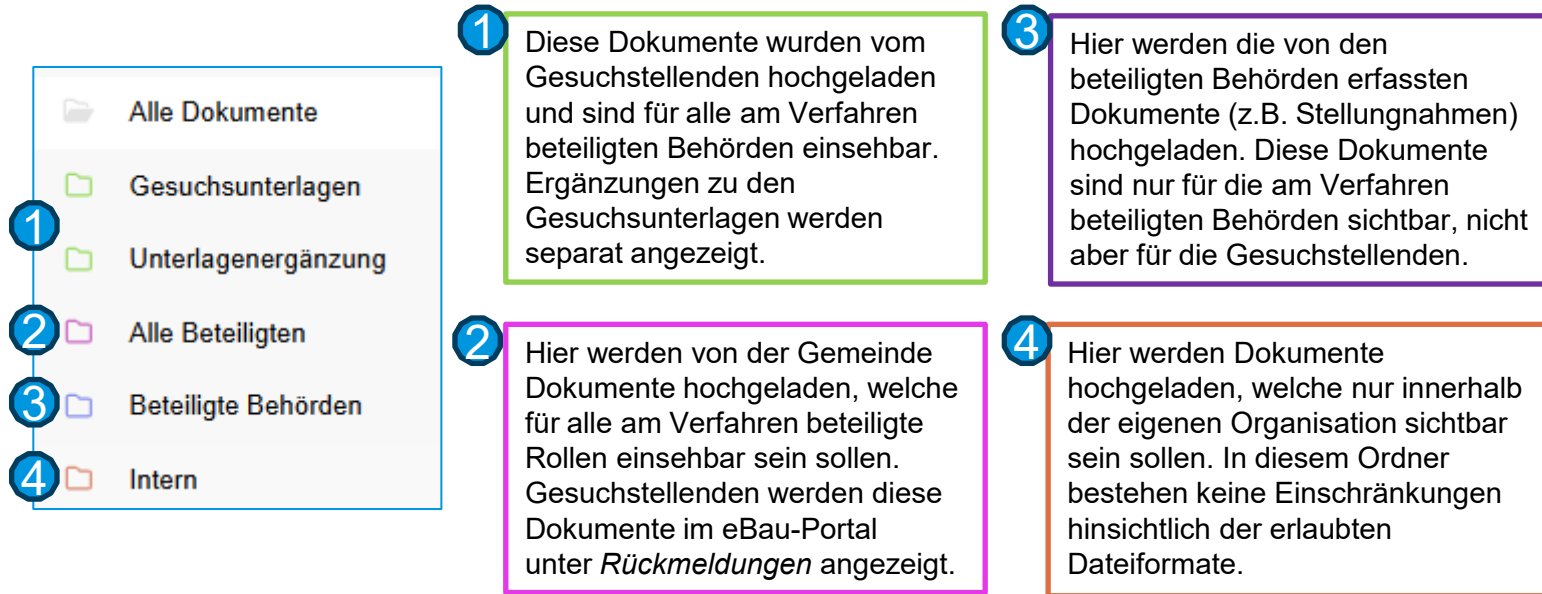 Alle Dokumente
Gesuchsunterlagen
1
Unterlagenergänzung
2 Alle Beteiligten
3 Beteiligte Behörden
4 Intern
1
Diese Dokumente wurden vom
Gesuchstellenden hochgeladen
und sind für alle am Verfahren
beteiligten Behörden einsehbar.
Ergänzungen zu den
Gesuchsunterlagen werden
separat angezeigt.
2
Hier werden von der Gemeinde
Dokumente hochgeladen, welche
für alle am Verfahren beteiligte
Rollen einsehbar sein sollen.
Gesuchstellenden werden diese
Dokumente im eBau-Portal
unter Rückmeldungen angezeigt.
3
Hier werden die von den
beteiligten Behörden erfassten
Dokumente (z.B. Stellungnahmen)
hochgeladen. Diese Dokumente
sind nur für die am Verfahren
beteiligten Behörden sichtbar, nicht
aber für die Gesuchstellenden.
4
Hier werden Dokumente
hochgeladen, welche nur innerhalb
der eigenen Organisation sichtbar
sein sollen. In diesem Ordner
bestehen keine Einschränkungen
hinsichtlich der erlaubten
Dateiformate.